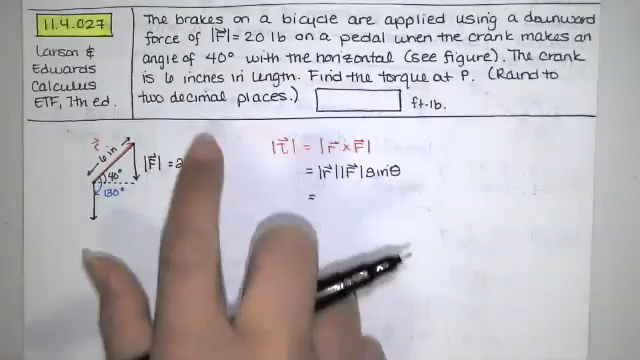 11.4.027
Larson &
Edwards
Calculus
ETF, 7th ed.
The brakes on a bicycle are applied using a downward
force of |F⃗| = 20 lb on a pedal when the crank makes an
angle of 40° with the horizontal (see figure). The crank
is 6 inches in length. Find the torque at P. (Round to
two decimal places.) ft-lb.
6 in
40°
130°
|F⃗| = 2
|τ⃗| = |r⃗ × F⃗|
= |r⃗||F⃗|sinθ
=